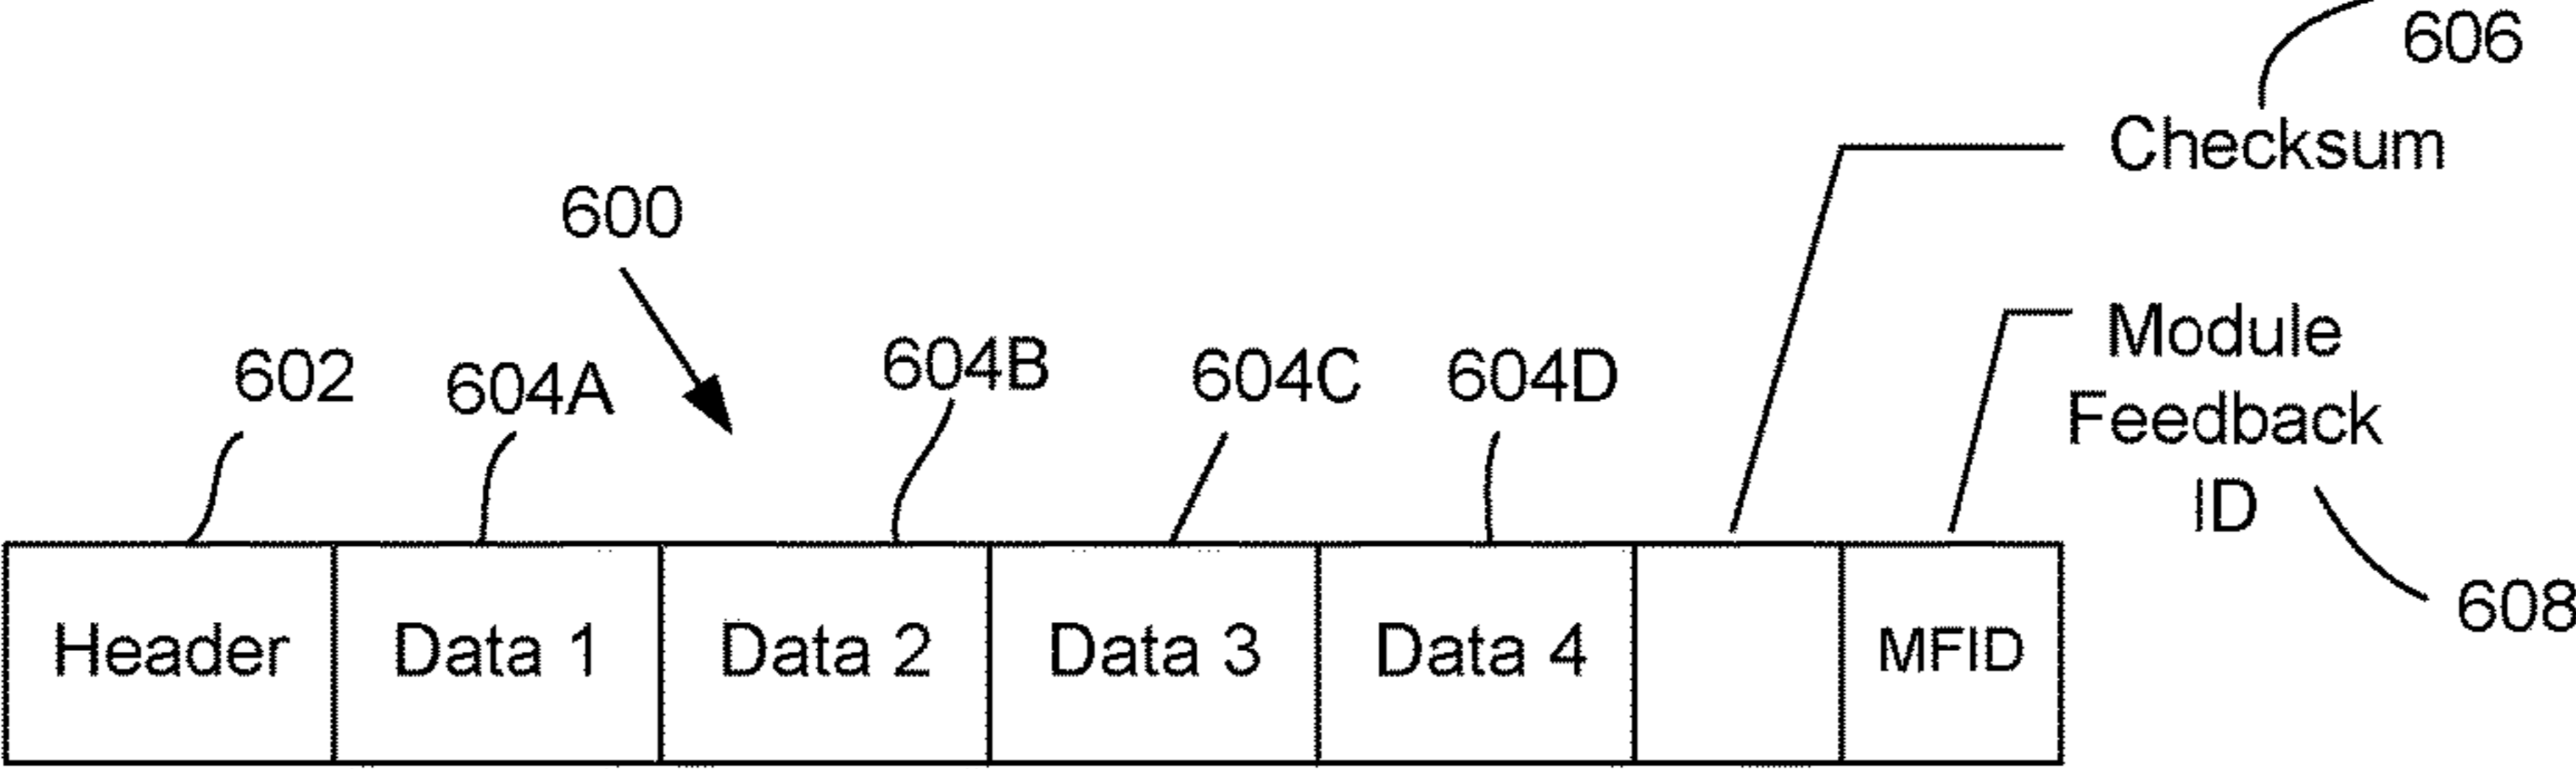 606
Checksum
600
Module
Feedback
ID
602
604A
604B
604C
604D
608
Header
Data 1
Data 2
Data 3
Data 4
MFID